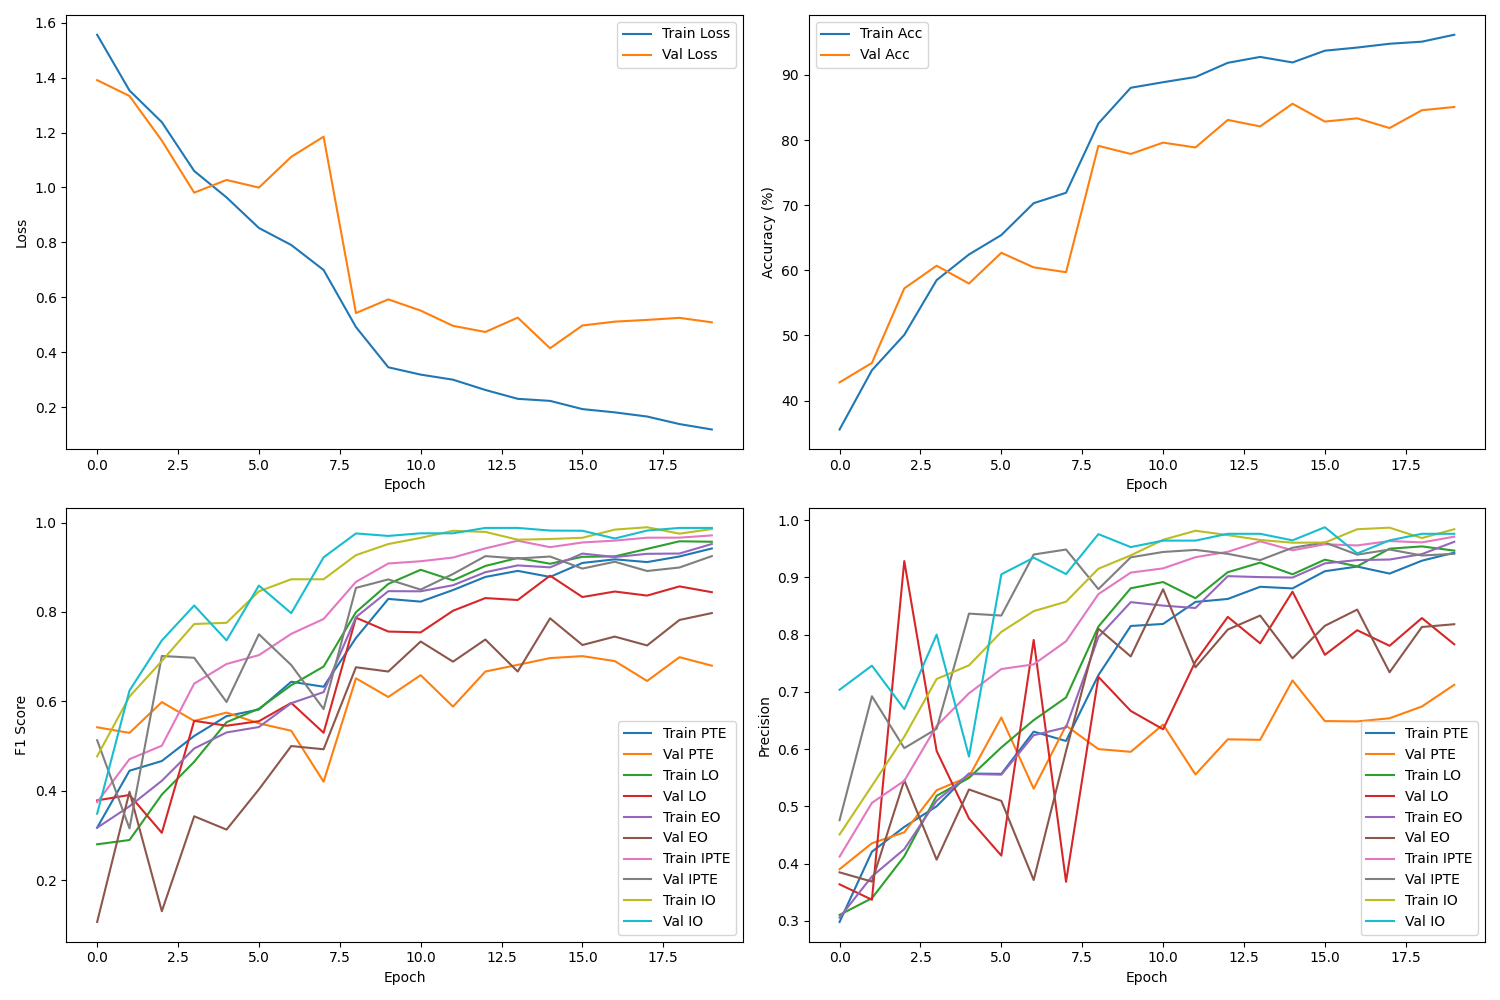 1.6
1.4
1.2
1.0
0.8
0.6
0.4
0.2
Loss
0.0 2.5 5.0 7.5 10.0 12.5 15.0 17.5
Epoch
Train Loss
Val Loss
90
80
70
60
50
40
Accuracy (%)
0.0 2.5 5.0 7.5 10.0 12.5 15.0 17.5
Epoch
Train Acc
Val Acc
1.0
0.8
0.6
0.4
0.2
F1 Score
0.0 2.5 5.0 7.5 10.0 12.5 15.0 17.5
Epoch
Train PTE
Val PTE
Train LO
Val LO
Train EO
Val EO
Train IPTE
Val IPTE
Train IO
Val IO
1.0
0.9
0.8
0.7
0.6
0.5
0.4
0.3
Precision
0.0 2.5 5.0 7.5 10.0 12.5 15.0 17.5
Epoch
Train PTE
Val PTE
Train LO
Val LO
Train EO
Val EO
Train IPTE
Val IPTE
Train IO
Val IO